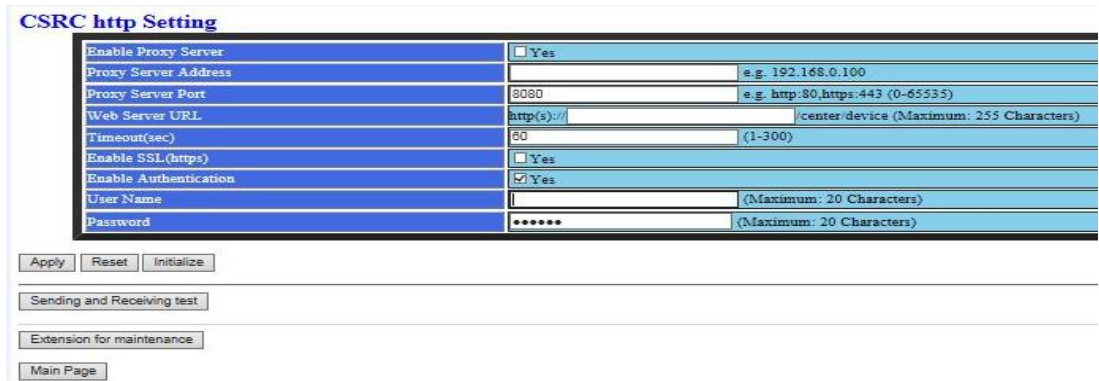 CSRC http Setting
Enable Proxy Server Yes
Proxy Server Address e.g. 192.168.0.100
Proxy Server Port 8080 e.g. http:80,https:443 (0-65535)
Web Server URL http(s):// /center/device (Maximum: 255 Characters)
Timeout(sec) 60 (1-300)
Enable SSL(https) Yes
Enable Authentication Yes
User Name (Maximum: 20 Characters)
Password •••••• (Maximum: 20 Characters)
Apply Reset Initialize
Sending and Receiving test
Extension for maintenance
Main Page